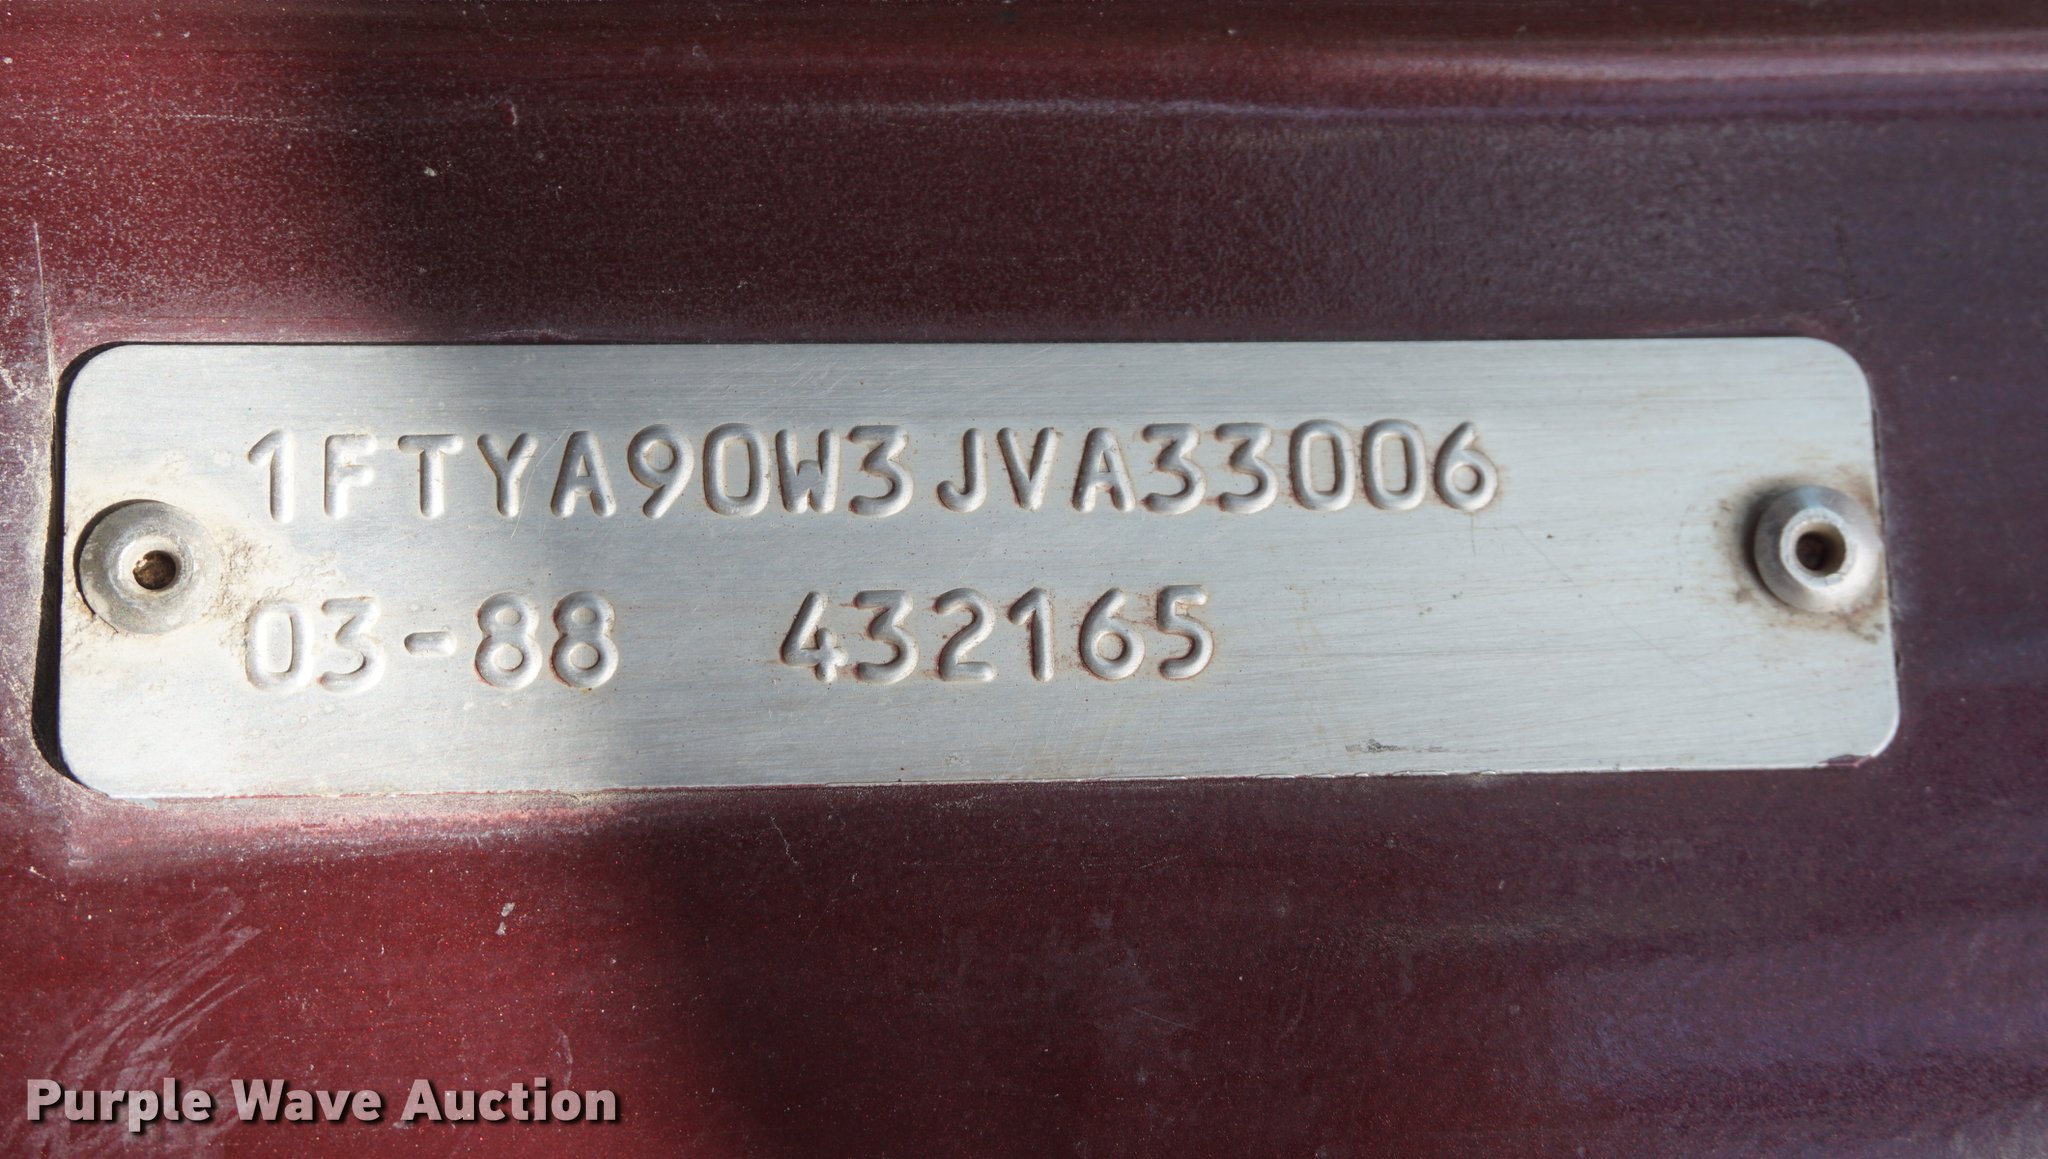 1FTYA90W3JVA33006
03-88 432165
Purple Wave Auction